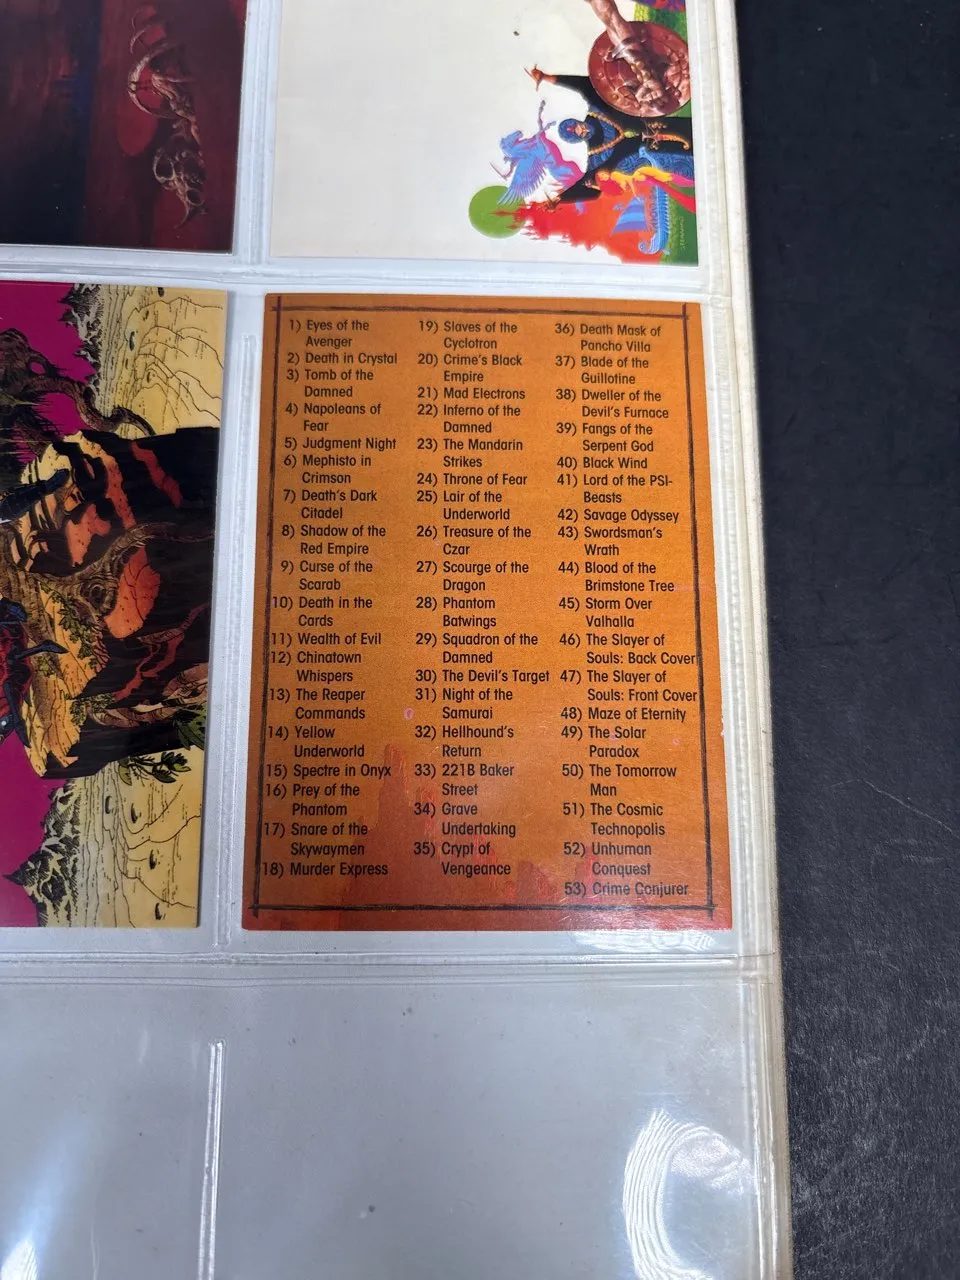 1) Eyes of the
Avenger
2) Death in Crystal
3) Tomb of the
Damned
4) Napoleans of
Fear
5) Judgment Night
6) Mephisto in
Crimson
7) Death's Dark
Citadel
8) Shadow of the
Red Empire
9) Curse of the
Scarab
10) Death in the
Cards
11) Wealth of Evil
12) Chinatown
Whispers
13) The Reaper
Commands
14) Yellow
Underworld
15) Spectre in Onyx
16) Prey of the
Phantom
17) Snare of the
Skywaymen
18) Murder Express
19) Slaves of the
Cyclotron
20) Crime's Black
Empire
21) Mad Electrons
22) Inferno of the
Damned
23) The Mandarin
Strikes
24) Throne of Fear
25) Lair of the
Underworld
26) Treasure of the
Czar
27) Scourge of the
Dragon
28) Phantom
Batwings
29) Squadron of the
Damned
30) The Devil's Target
31) Night of the
Samurai
32) Hellhound's
Return
33) 221B Baker
Street
34) Grave
Undertaking
35) Crypt of
Vengeance
36) Death Mask of
Pancho Villa
37) Blade of the
Guillotine
38) Dweller of the
Devil's Furnace
39) Fangs of the
Serpent God
40) Black Wind
41) Lord of the PSI-
Beasts
42) Savage Odyssey
43) Swordsman's
Wrath
44) Blood of the
Brimstone Tree
45) Storm Over
Valhalla
46) The Slayer of
Souls: Back Cover
47) The Slayer of
Souls: Front Cover
48) Maze of Eternity
49) The Solar
Paradox
50) The Tomorrow
Man
51) The Cosmic
Technopolis
52) Unhuman
Conquest
53) Crime Conjurer